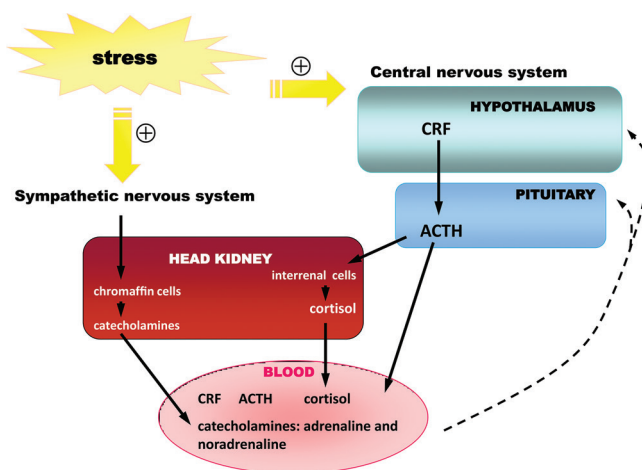 stress
⊕
⊕
Central nervous system
HYPOTHALAMUS
CRF
Sympathetic nervous system
PITUITARY
ACTH
HEAD KIDNEY
interrenal cells
chromaffin cells
cortisol
catecholamines
BLOOD
CRF ACTH cortisol
catecholamines: adrenaline and
noradrenaline